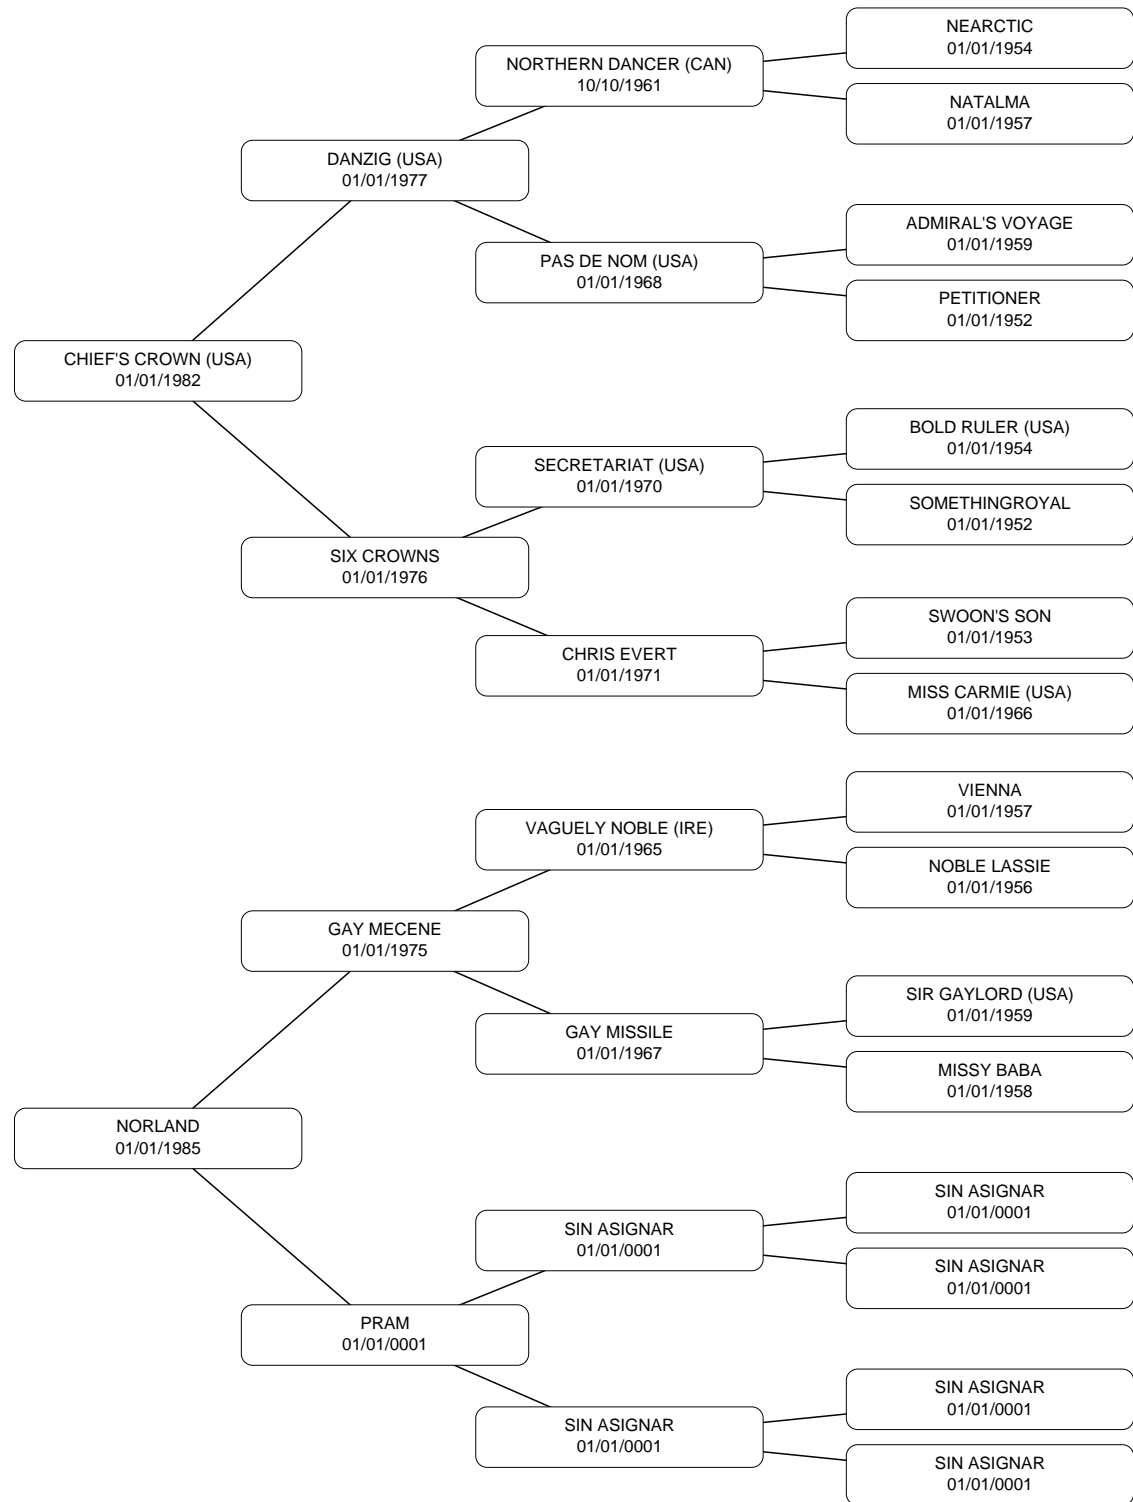 NEARCTIC
01/01/1954
NORTHERN DANCER (CAN)
10/10/1961
NATALMA
01/01/1957
DANZIG (USA)
01/01/1977
ADMIRAL'S VOYAGE
01/01/1959
PAS DE NOM (USA)
01/01/1968
PETITIONER
01/01/1952
CHIEF'S CROWN (USA)
01/01/1982
BOLD RULER (USA)
01/01/1954
SECRETARIAT (USA)
01/01/1970
SOMETHINGROYAL
01/01/1952
SIX CROWNS
01/01/1976
SWOON'S SON
01/01/1953
CHRIS EVERT
01/01/1971
MISS CARMIE (USA)
01/01/1966
VIENNA
01/01/1957
VAGUELY NOBLE (IRE)
01/01/1965
NOBLE LASSIE
01/01/1956
GAY MECENE
01/01/1975
SIR GAYLORD (USA)
01/01/1959
GAY MISSILE
01/01/1967
MISSY BABA
01/01/1958
NORLAND
01/01/1985
SIN ASIGNAR
01/01/0001
SIN ASIGNAR
01/01/0001
SIN ASIGNAR
01/01/0001
PRAM
01/01/0001
SIN ASIGNAR
01/01/0001
SIN ASIGNAR
01/01/0001
SIN ASIGNAR
01/01/0001